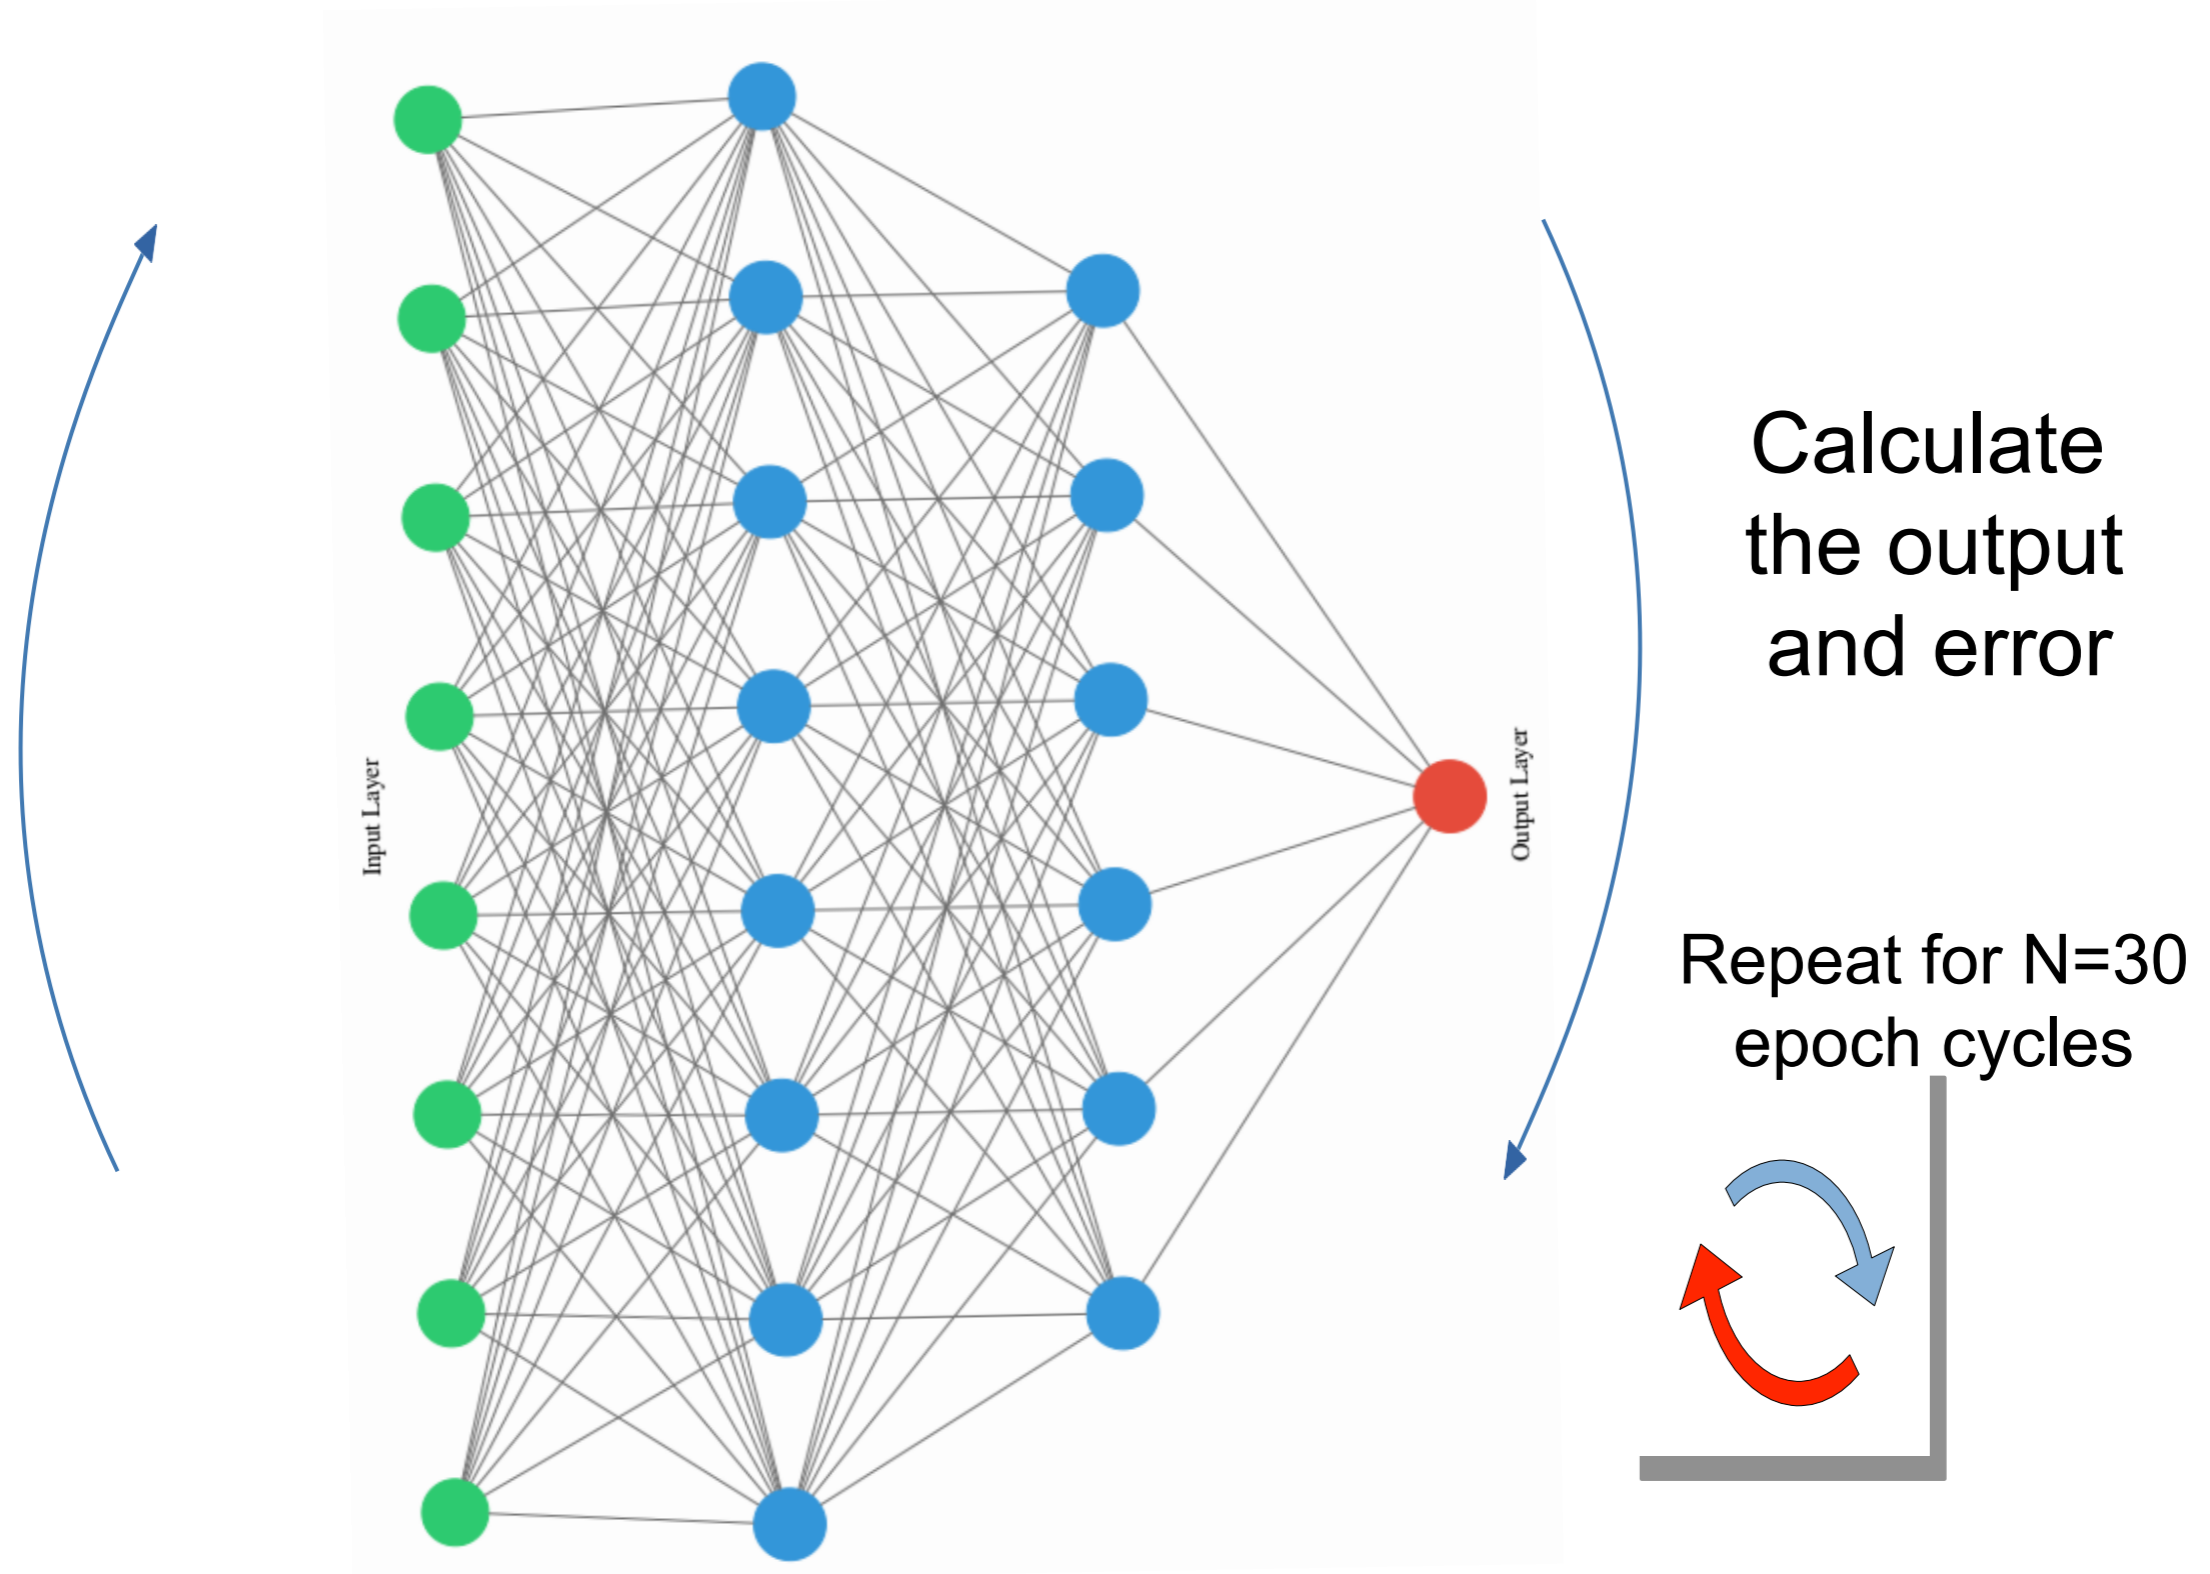 Input Layer
Output Layer
Calculate
the output
and error
Repeat for N=30
epoch cycles